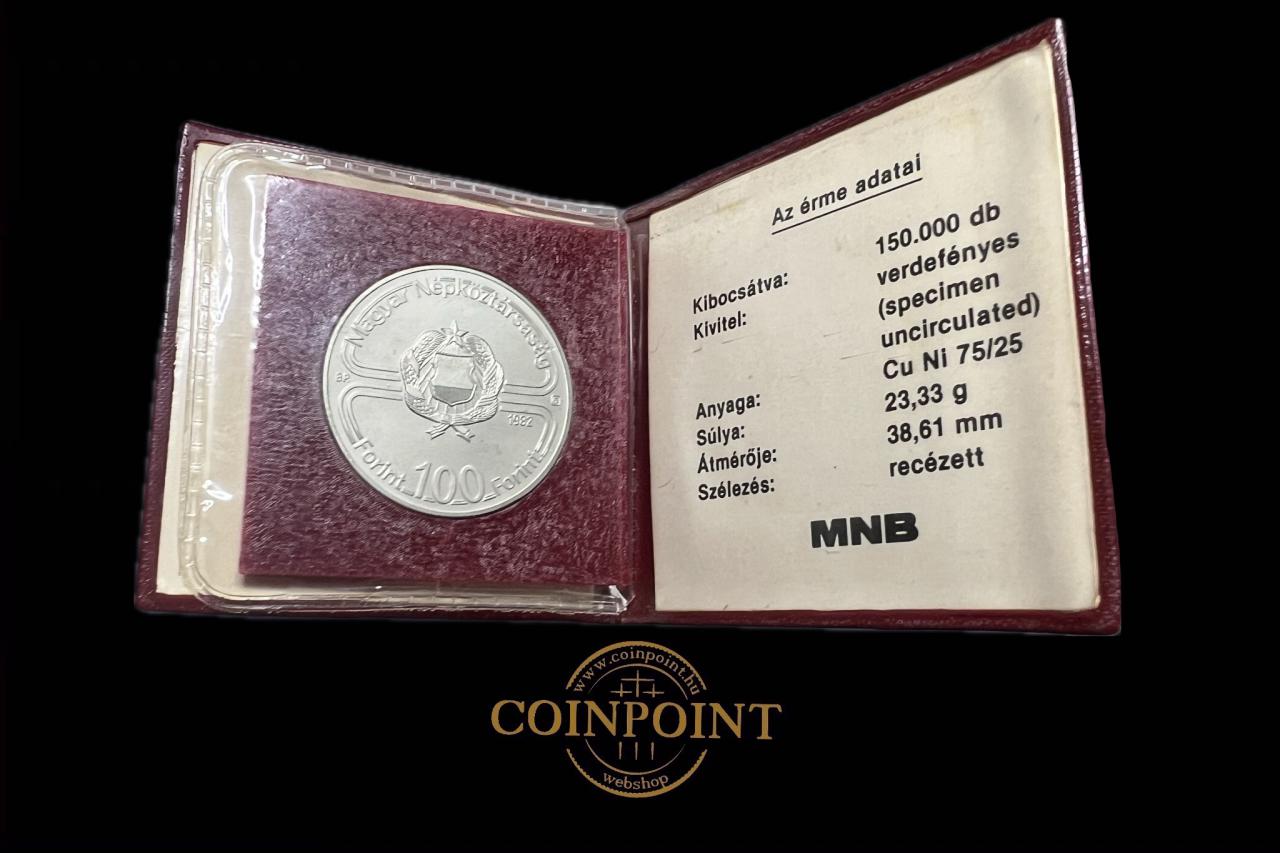 Magyar Népköztársaság
BP
1982
Forint 100 Forint
Az érme adatai
Kibocsátva: 150.000 db
Kivitel: verdefényes
(specimen
uncirculated)
Anyaga: Cu Ni 75/25
Súlya: 23,33 g
Átmérője: 38,61 mm
Szélezés: recézett
MNB
www.coinpoint.hu
COINPOINT
webshop